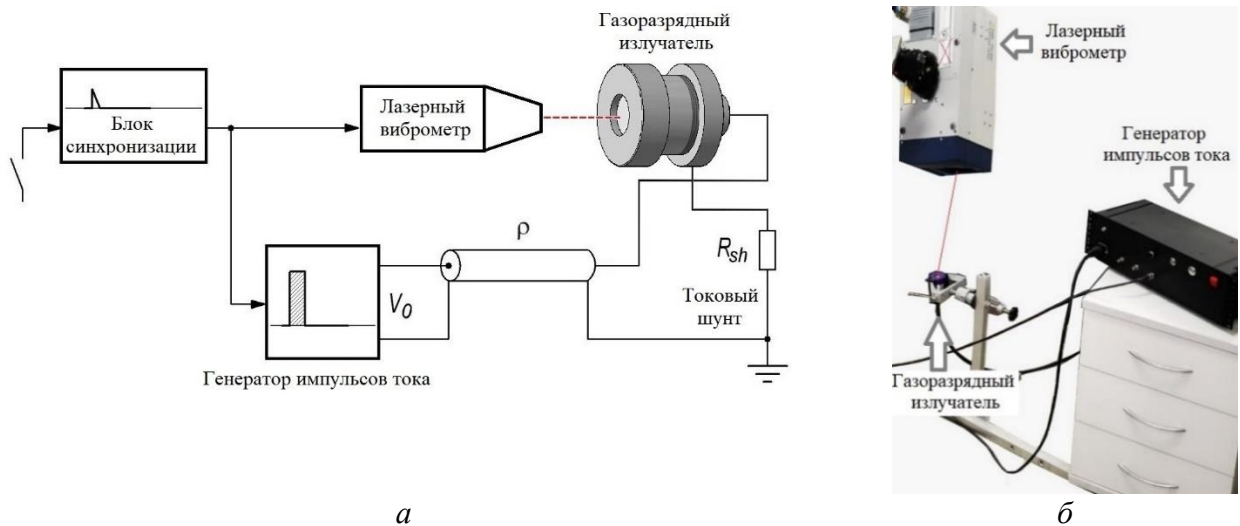 Газоразрядный
излучатель
Блок
синхронизации
Лазерный
виброметр
ρ
V₀
Rsh
Токовый
шунт
Генератор импульсов тока
а
Лазерный
виброметр
Генератор
импульсов тока
Газоразрядный
излучатель
б